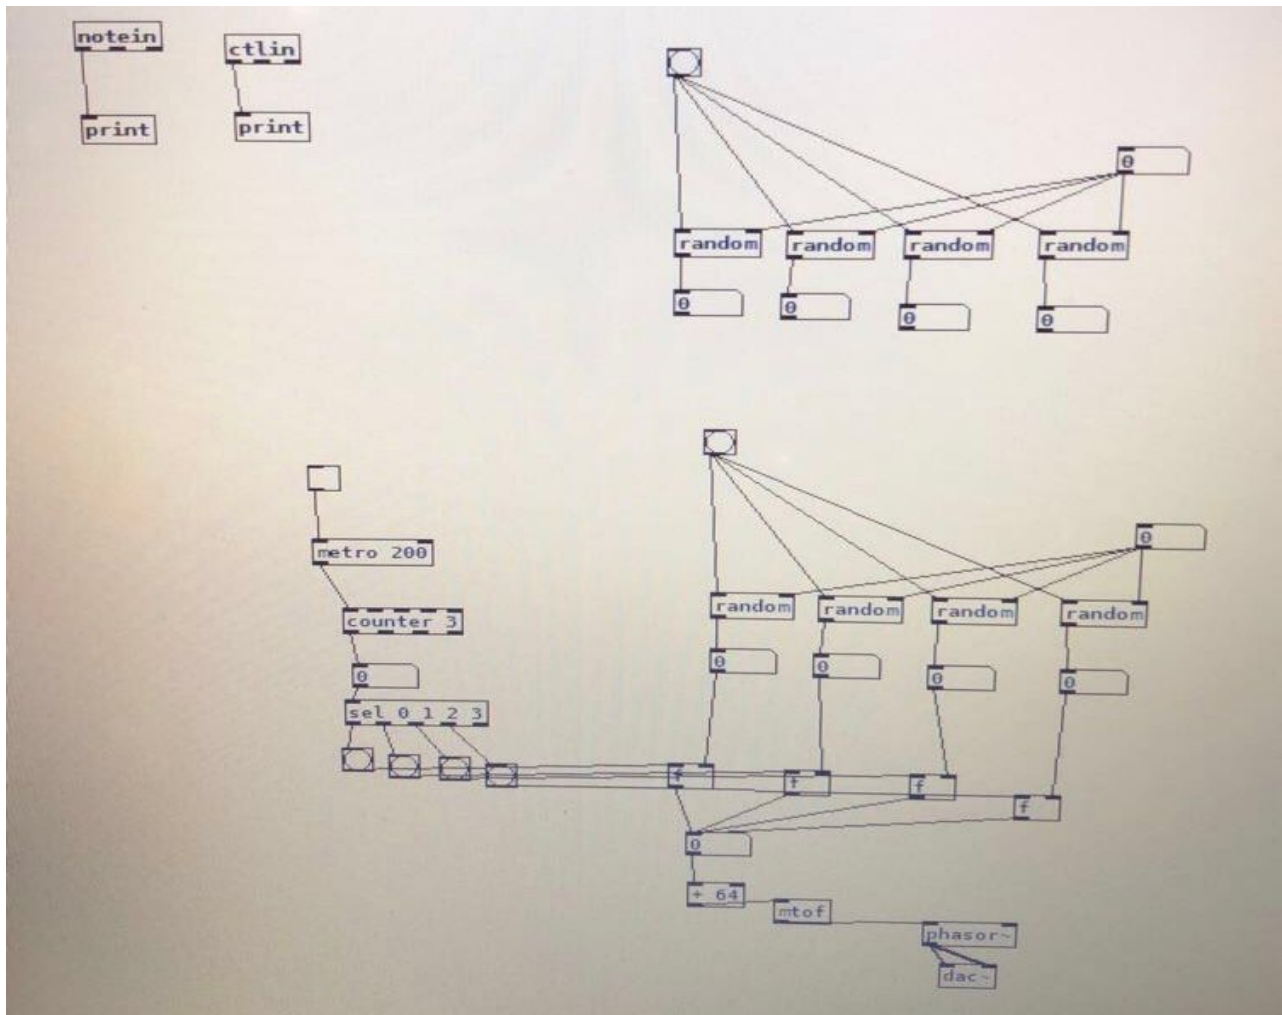 notein
ctlin
print
print
0
random random random random
0 0 0 0
metro 200
0
counter 3
random random random random
0
0 0 0 0
sel 0 1 2 3
f f f f
0
+ 64
mtof
phasor~
dac~